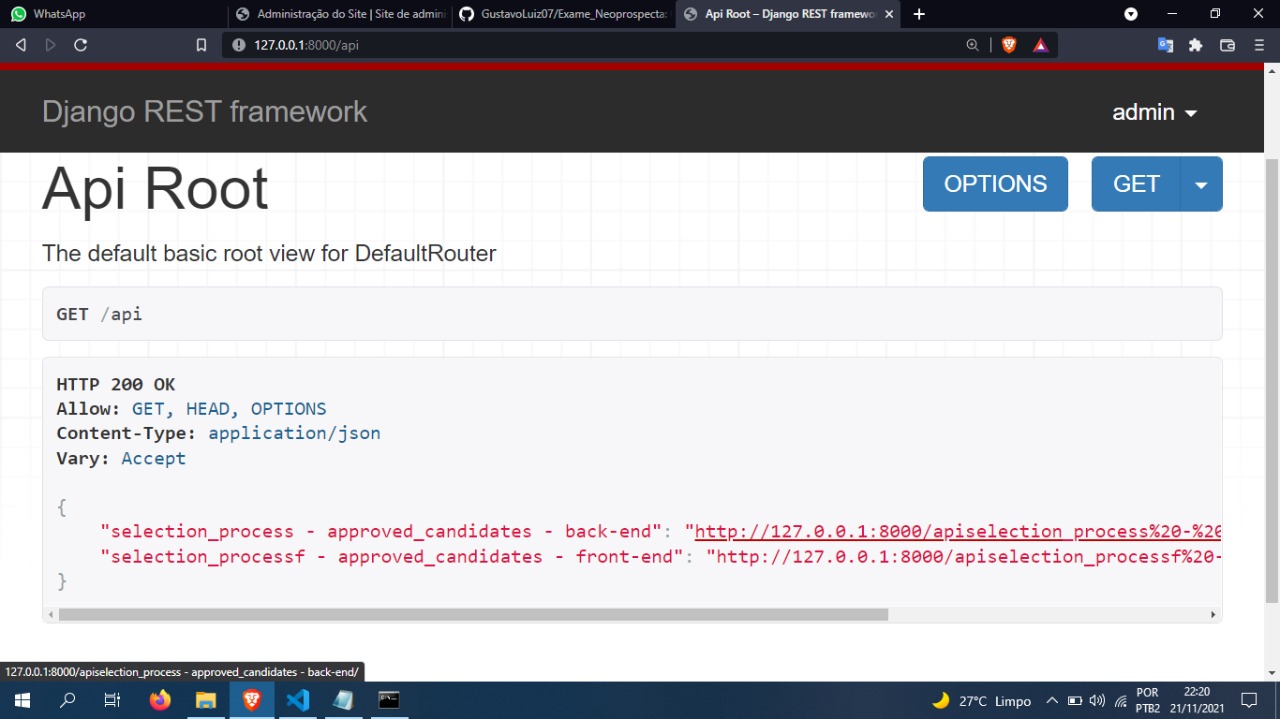 WhatsApp
Administração do Site | Site de admini
GustavoLuiz07/Exame_Neoprospecta:
Api Root – Django REST framewo
127.0.0.1:8000/api
Django REST framework
admin
Api Root
OPTIONS
GET
The default basic root view for DefaultRouter
GET /api
HTTP 200 OK
Allow: GET, HEAD, OPTIONS
Content-Type: application/json
Vary: Accept
{
"selection_process - approved_candidates - back-end": "http://127.0.0.1:8000/apiselection_process%20-%20
"selection_processf - approved_candidates - front-end": "http://127.0.0.1:8000/apiselection_processf%20-
}
127.0.0.1:8000/apiselection_process - approved_candidates - back-end/
27°C Limpo
POR
PTB2
22:20
21/11/2021